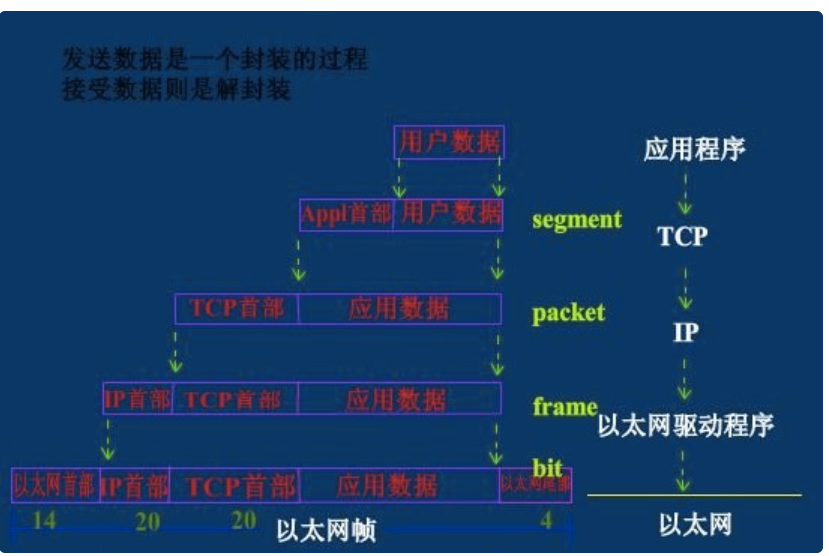 发送数据是一个封装的过程
接受数据则是解封装
用户数据
应用程序
Appl首部 用户数据
segment
TCP
TCP首部 应用数据
packet
IP
IP首部 TCP首部 应用数据
frame
以太网驱动程序
bit
以太网首部 IP首部 TCP首部 应用数据 以太网尾部
14 20 20 4
以太网帧
以太网